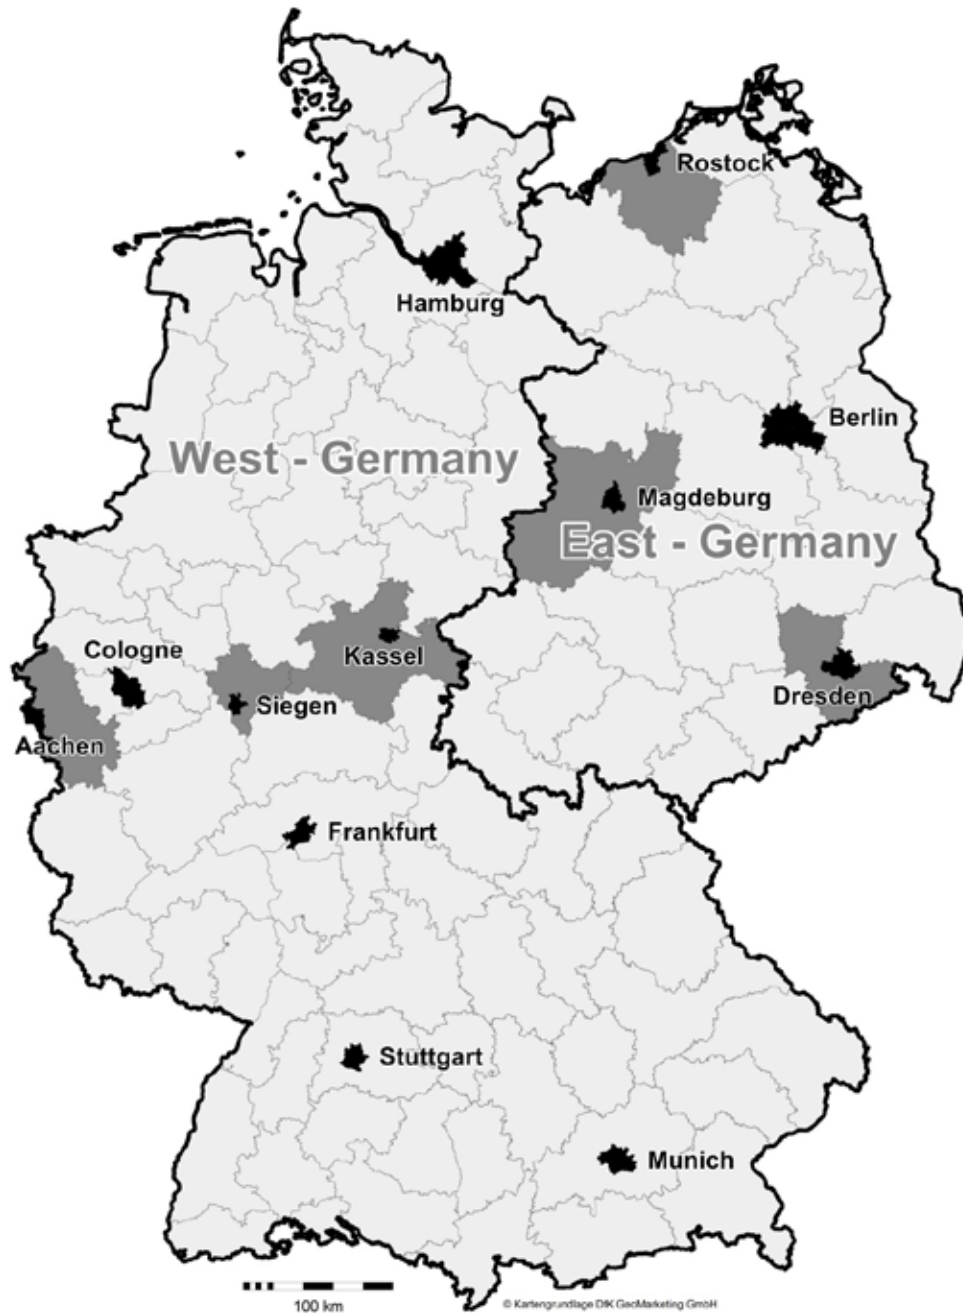 Rostock
Hamburg
Berlin
West - Germany
Magdeburg
East - Germany
Cologne
Kassel
Siegen
Dresden
Aachen
Frankfurt
Stuttgart
Munich
100 km
© Kartengrundlage DfK GeoMarketing GmbH